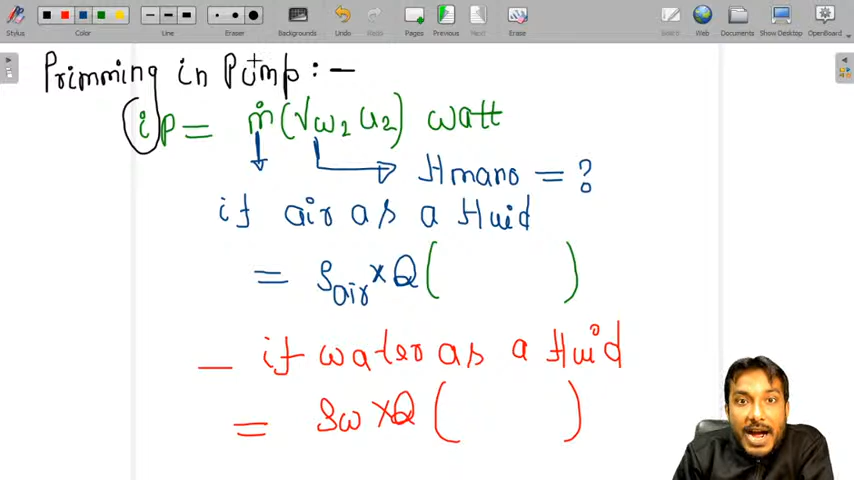 Stylus
Color
Line
Eraser
Backgrounds
Undo
Redo
Pages
Previous
Next
Erase
Web
Documents
Show Desktop
OpenBoard
Primming in Pump :-
ip = ṁ(Vw2 U2) watt
Hmano = ?
if air as a fluid
= ρair × Q ( )
- if water as a fluid
= ρw × Q ( )